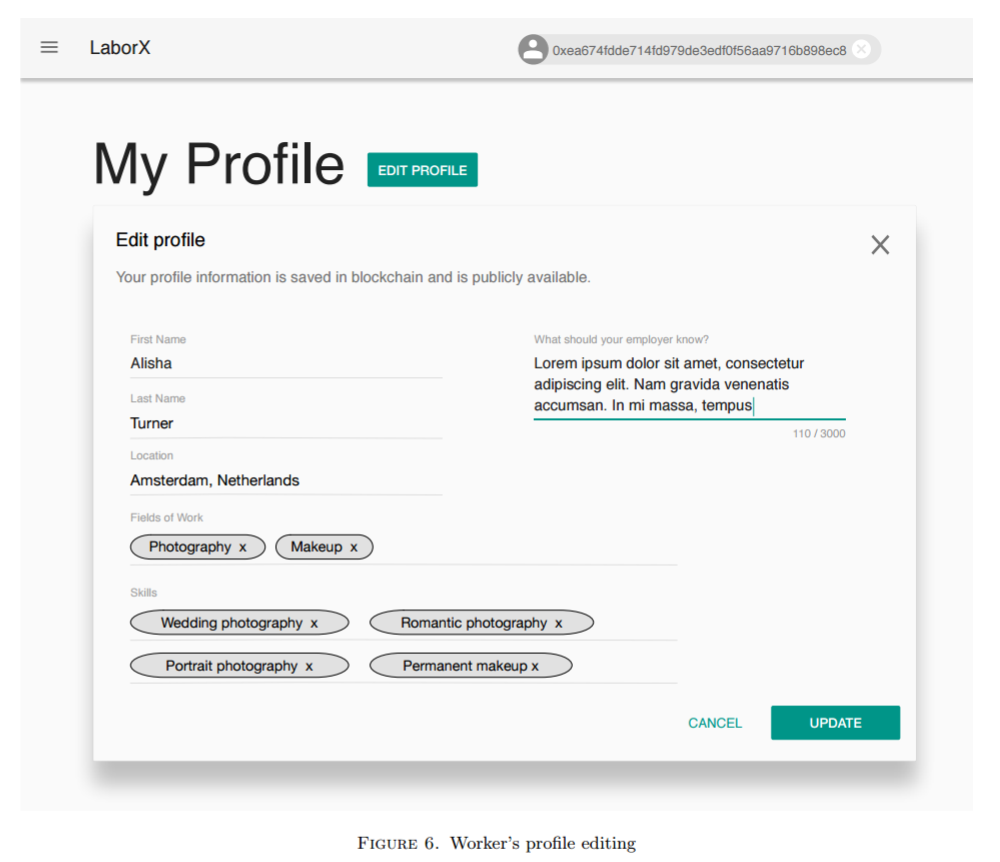 LaborX
0xea674fdde714fd979de3edf0f56aa9716b898ec8
My Profile
EDIT PROFILE
Edit profile
Your profile information is saved in blockchain and is publicly available.
First Name
Alisha
Last Name
Turner
Location
Amsterdam, Netherlands
What should your employer know?
Lorem ipsum dolor sit amet, consectetur
adipiscing elit. Nam gravida venenatis
accumsan. In mi massa, tempus
110 / 3000
Fields of Work
Photography x
Makeup x
Skills
Wedding photography x
Romantic photography x
Portrait photography x
Permanent makeup x
CANCEL
UPDATE
FIGURE 6. Worker's profile editing